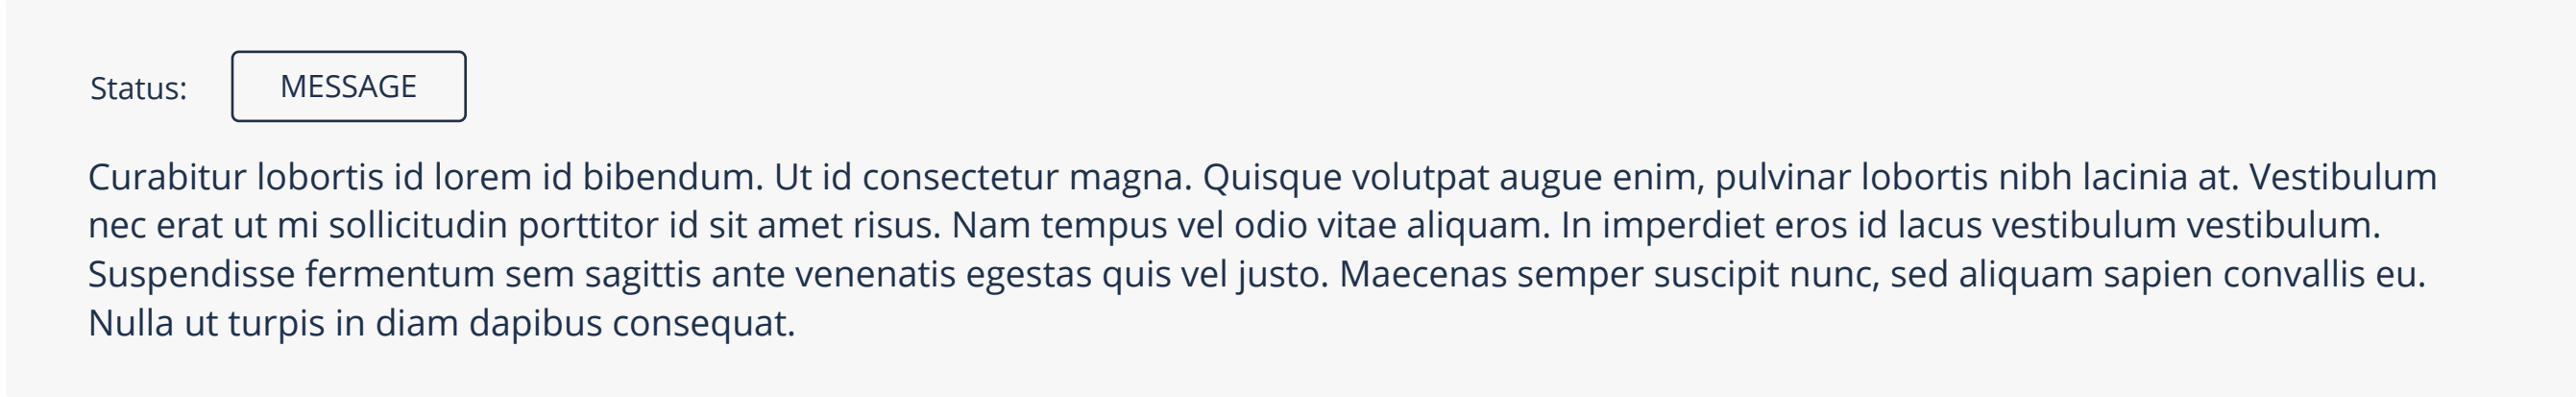 Status: MESSAGE
Curabitur lobortis id lorem id bibendum. Ut id consectetur magna. Quisque volutpat augue enim, pulvinar lobortis nibh lacinia at. Vestibulum
nec erat ut mi sollicitudin porttitor id sit amet risus. Nam tempus vel odio vitae aliquam. In imperdiet eros id lacus vestibulum vestibulum.
Suspendisse fermentum sem sagittis ante venenatis egestas quis vel justo. Maecenas semper suscipit nunc, sed aliquam sapien convallis eu.
Nulla ut turpis in diam dapibus consequat.